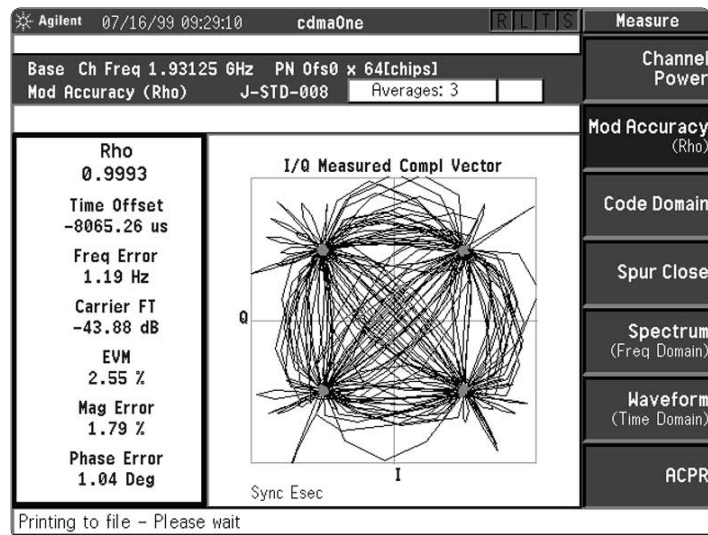 Agilent 07/16/99 09:29:10 cdmaOne R L T S Measure
Base Ch Freq 1.93125 GHz PN Ofs0 x 64[chips]
Mod Accuracy (Rho) J-STD-008 Averages: 3
Rho
0.9993
Time Offset
-8065.26 us
Freq Error
1.19 Hz
Carrier FT
-43.88 dB
EVM
2.55 %
Mag Error
1.79 %
Phase Error
1.04 Deg
I/Q Measured Compl Vector
Q
I
Sync Esec
Channel
Power
Mod Accuracy
(Rho)
Code Domain
Spur Close
Spectrum
(Freq Domain)
Waveform
(Time Domain)
ACPR
Printing to file – Please wait